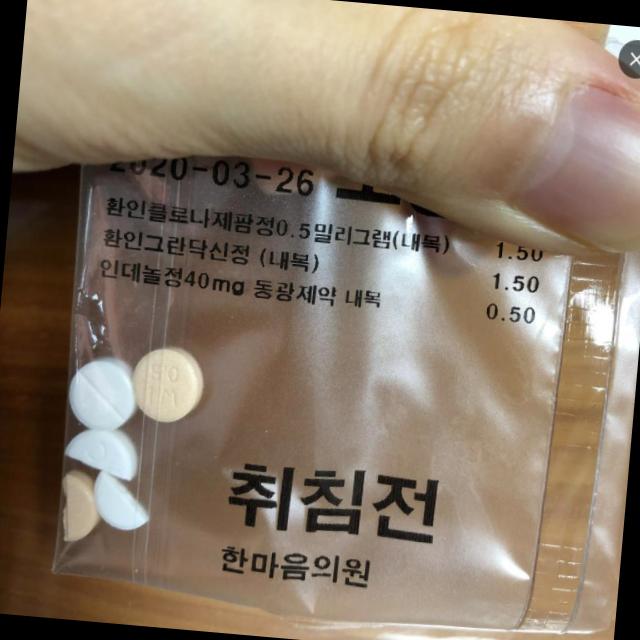 2020-03-26
환인클로나제팜정0.5밀리그램(내복) 1.50
환인그란닥신정 (내복) 1.50
인데놀정40mg 동광제약 내복 0.50
취침전
한마음의원